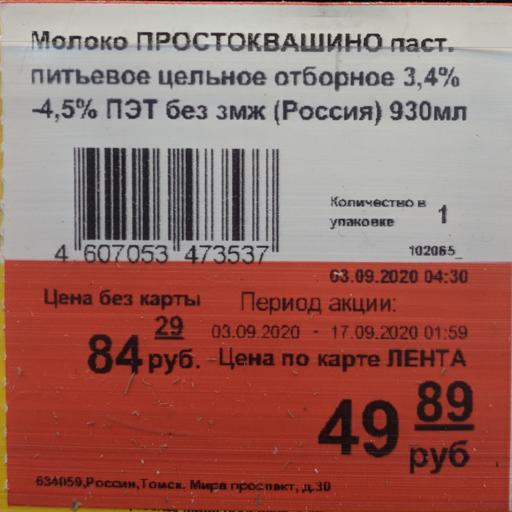 Молоко ПРОСТОКВАШИНО паст.
питьевое цельное отборное 3,4%
-4,5% ПЭТ без змж (Россия) 930мл
Количество в
упаковке 1
4 607053 473537
102065_
03.09.2020 04:30
Цена без карты
Период акции:
03.09.2020 - 17.09.2020 01:59
84 29 руб.
Цена по карте ЛЕНТА
49 89 руб
634059,Россия,Томск. Мира проспект, д.30